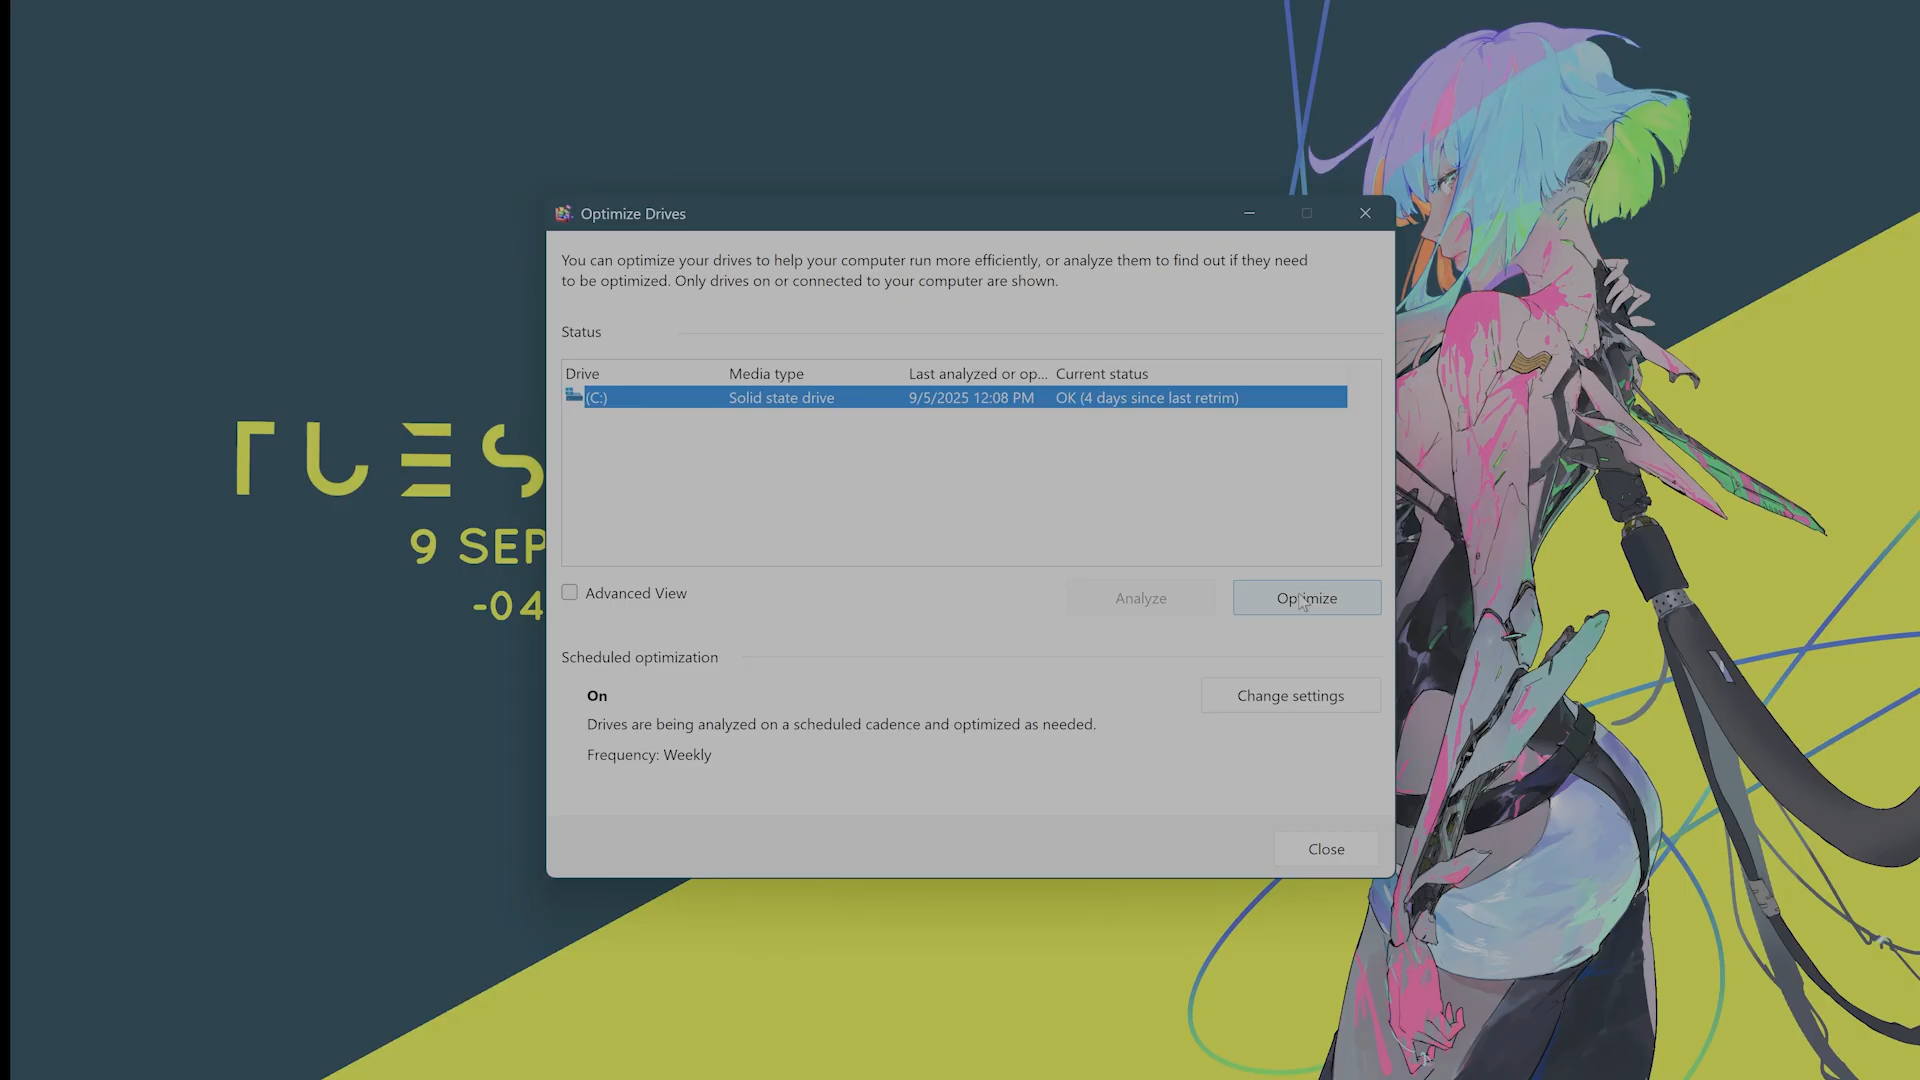 Optimize Drives
You can optimize your drives to help your computer run more efficiently, or analyze them to find out if they need
to be optimized. Only drives on or connected to your computer are shown.
Status
Drive Media type Last analyzed or op... Current status
(C:) Solid state drive 9/5/2025 12:08 PM OK (4 days since last retrim)
TUES
9 SEP
-04
Advanced View
Analyze
Optimize
Scheduled optimization
On
Change settings
Drives are being analyzed on a scheduled cadence and optimized as needed.
Frequency: Weekly
Close